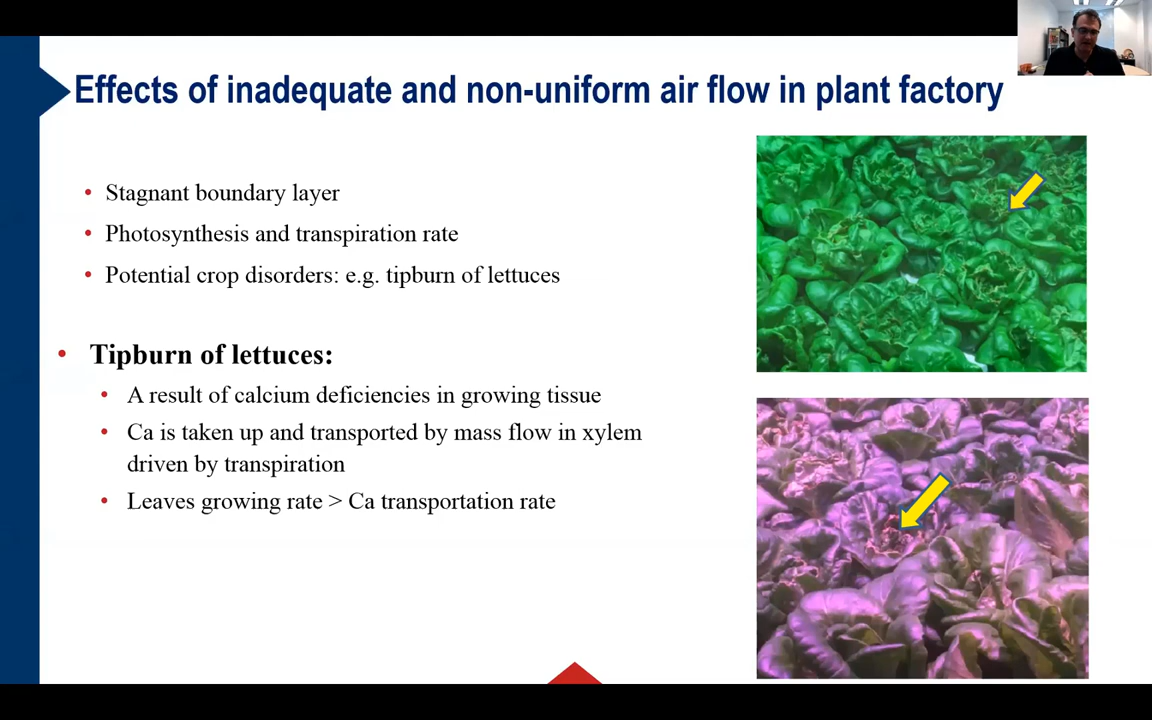 Effects of inadequate and non-uniform air flow in plant factory
• Stagnant boundary layer
• Photosynthesis and transpiration rate
• Potential crop disorders: e.g. tipburn of lettuces
• Tipburn of lettuces:
• A result of calcium deficiencies in growing tissue
• Ca is taken up and transported by mass flow in xylem
driven by transpiration
• Leaves growing rate > Ca transportation rate